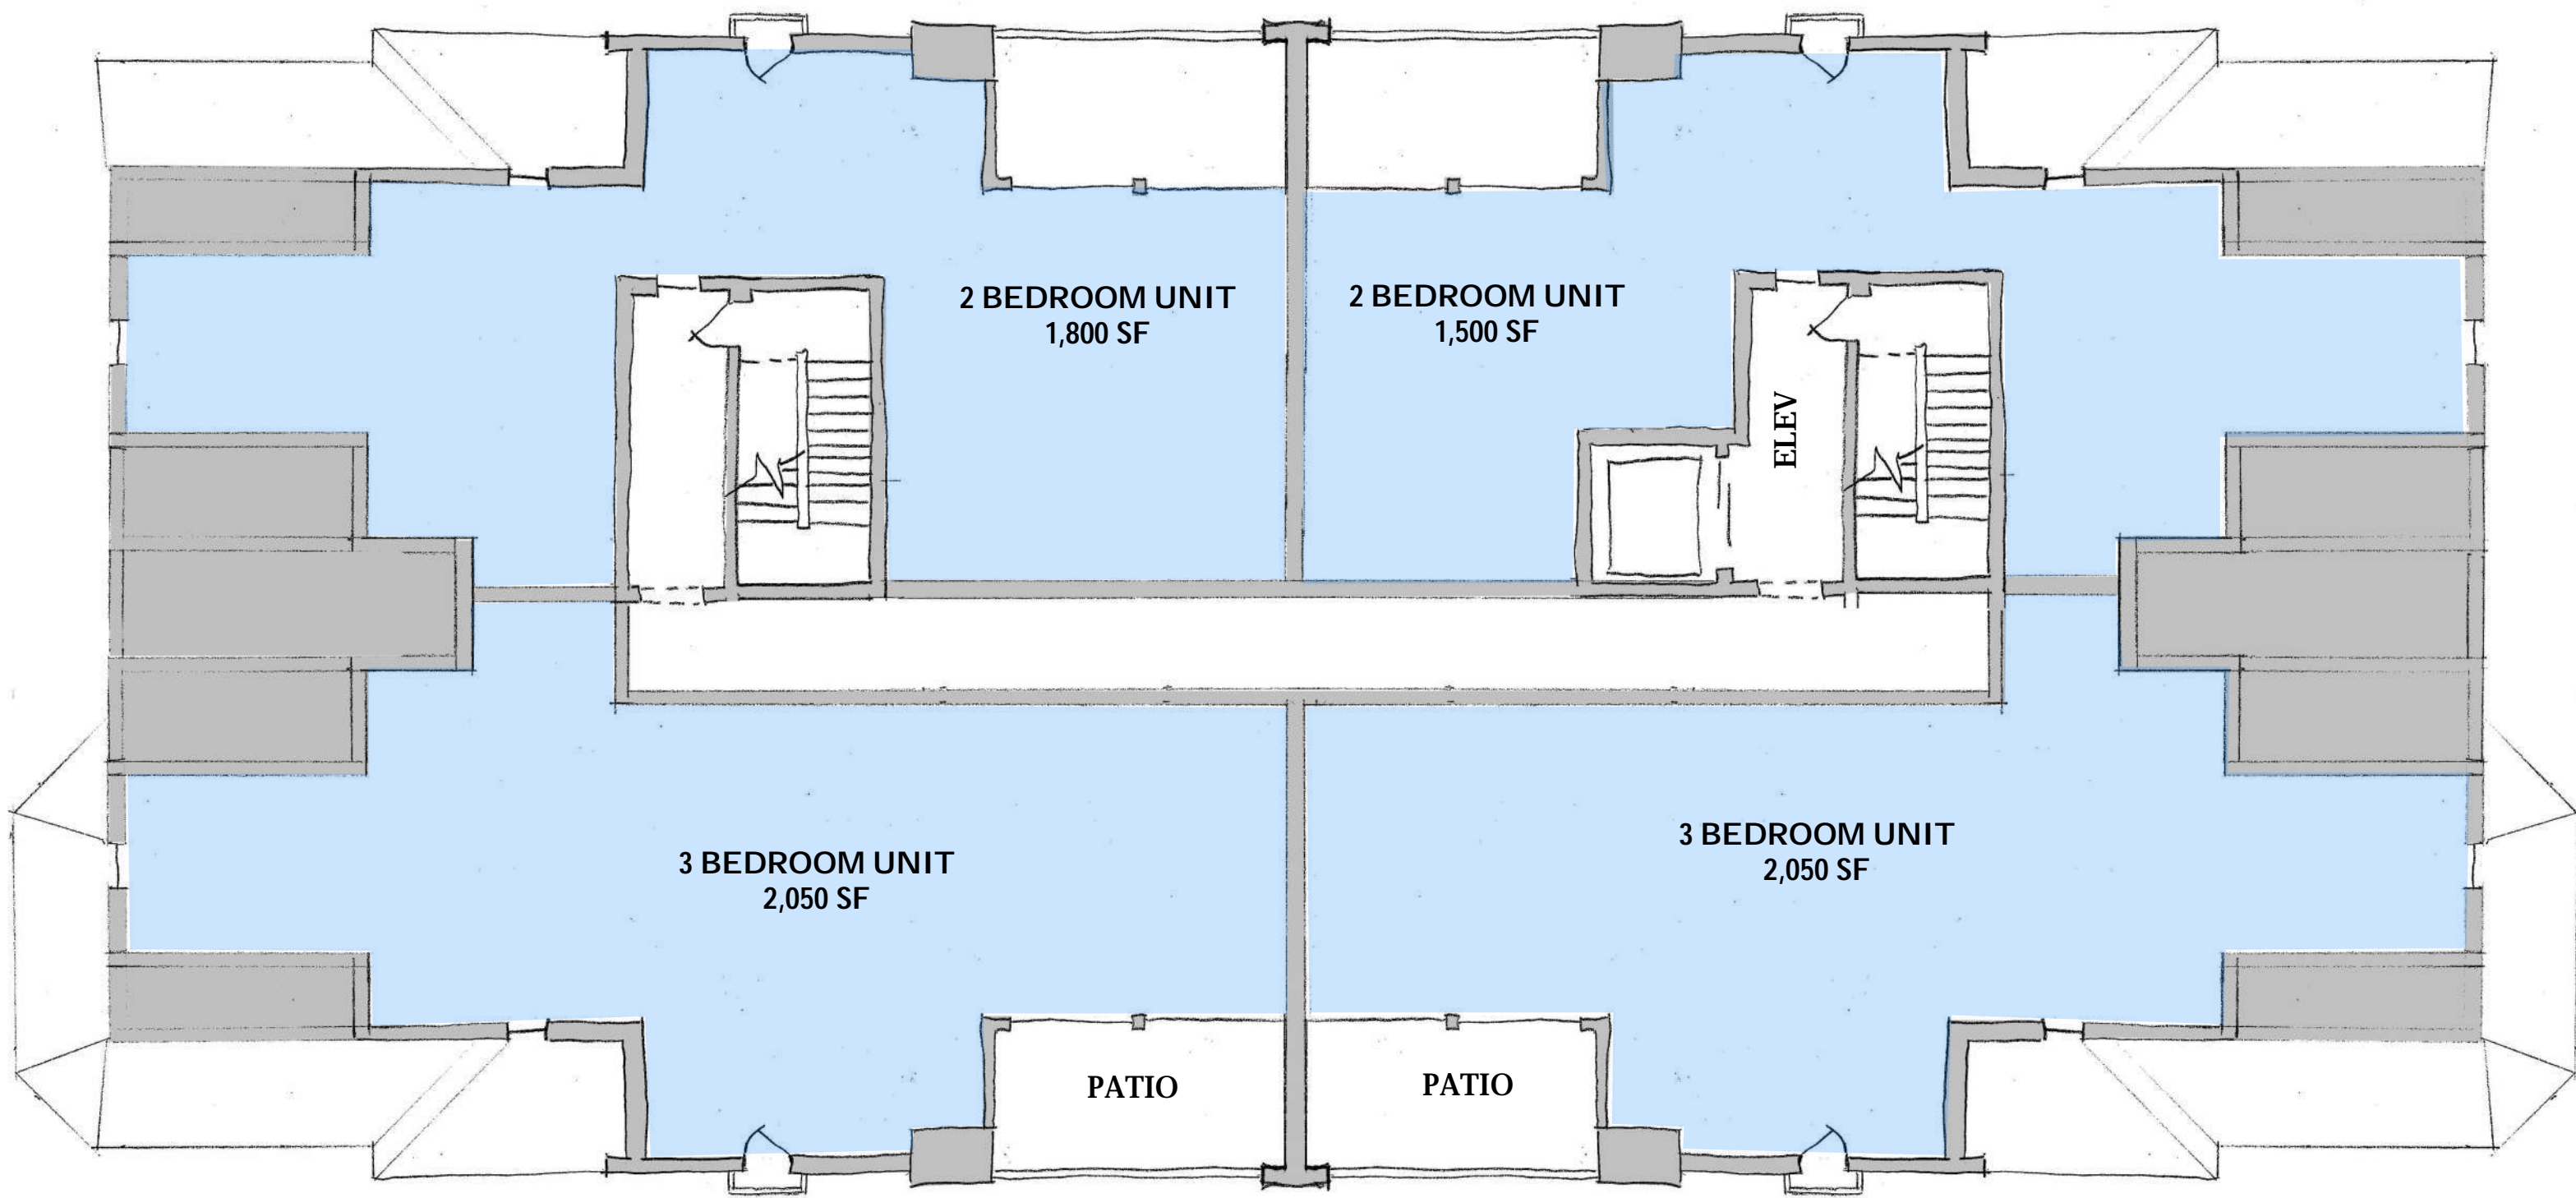 2 BEDROOM UNIT
1,800 SF
2 BEDROOM UNIT
1,500 SF
ELEV
3 BEDROOM UNIT
2,050 SF
3 BEDROOM UNIT
2,050 SF
PATIO
PATIO